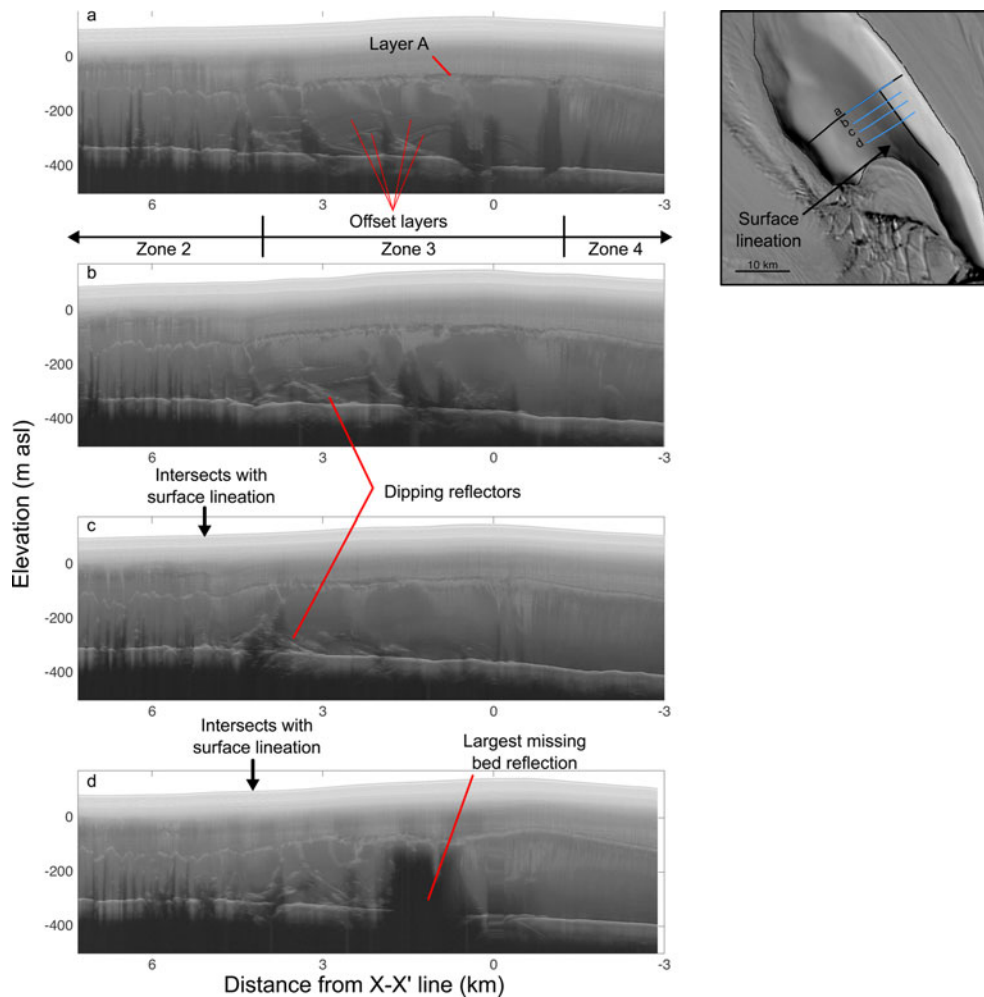 a
Layer A
0
-200
-400
6
3
0
-3
Offset layers
Zone 2
Zone 3
Zone 4
b
0
-200
-400
6
3
0
-3
Intersects with
surface lineation
Dipping reflectors
c
0
-200
-400
6
3
0
-3
Intersects with
surface lineation
Largest missing
bed reflection
d
0
-200
-400
6
3
0
-3
Elevation (m asl)
Distance from X-X' line (km)
a
b
c
d
Surface
lineation
10 km